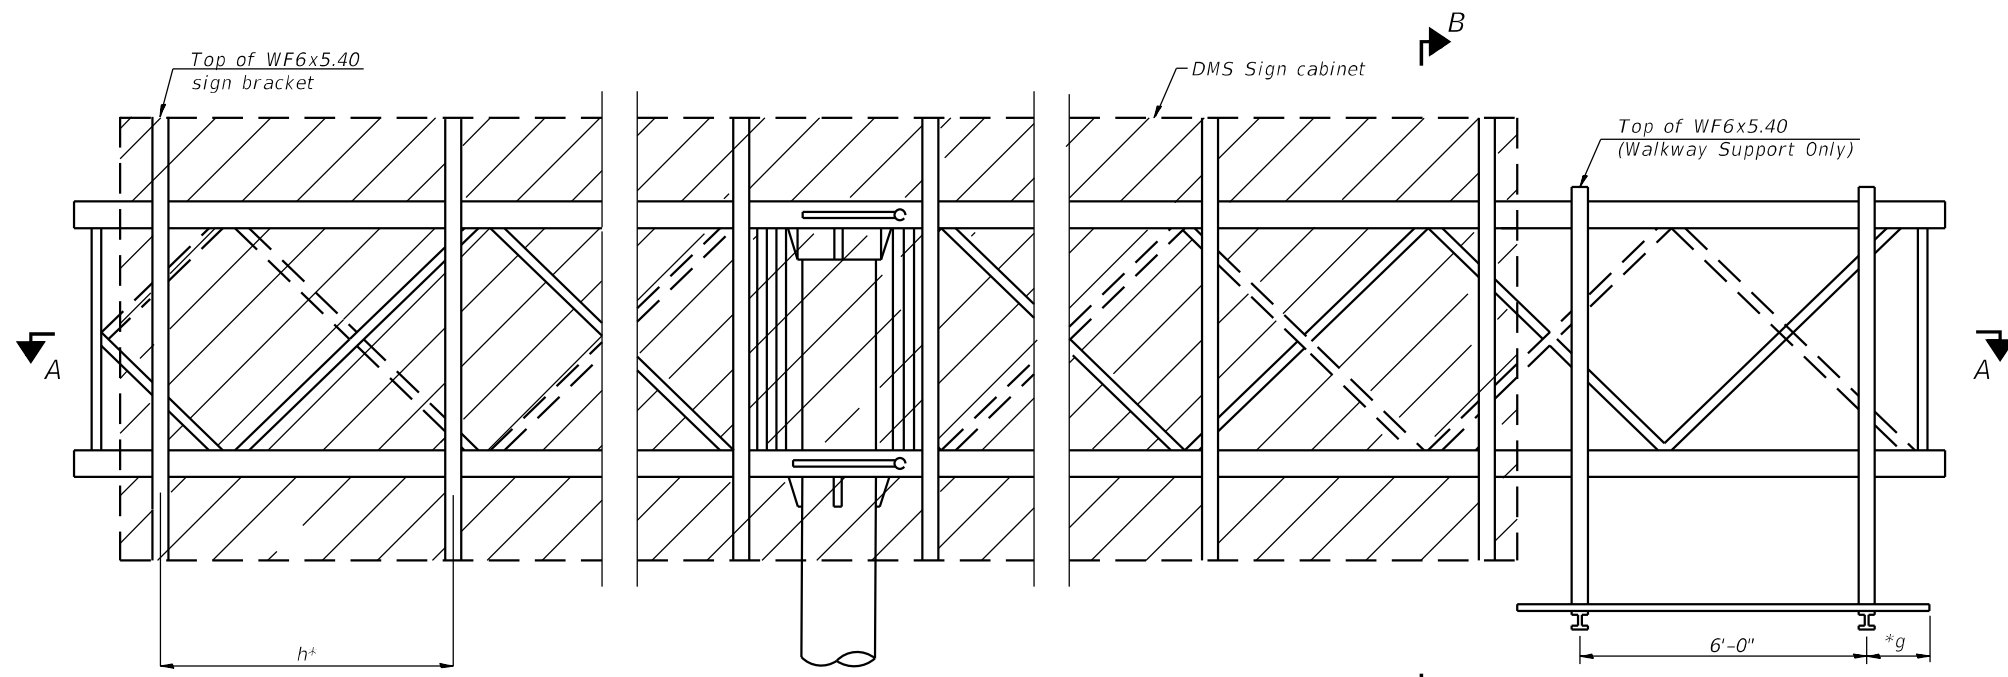 B
Top of WF6x5.40
sign bracket
DMS Sign cabinet
Top of WF6x5.40
(Walkway Support Only)
A
A
h*
6'-0"
*g